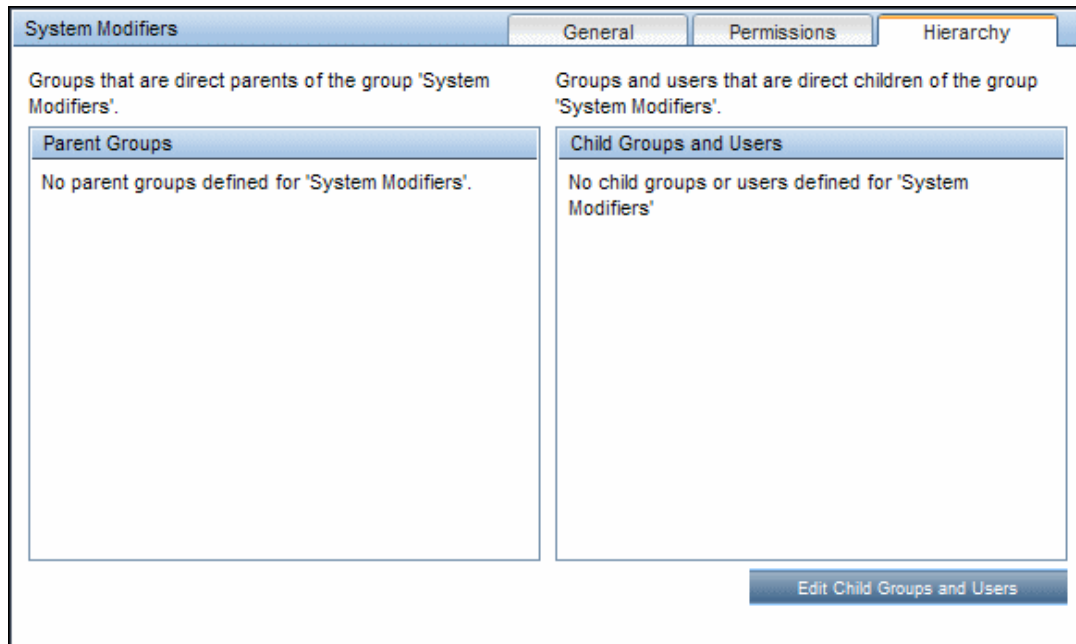 System Modifiers
General
Permissions
Hierarchy
Groups that are direct parents of the group 'System
Modifiers'.
Parent Groups
No parent groups defined for 'System Modifiers'.
Groups and users that are direct children of the group
'System Modifiers'.
Child Groups and Users
No child groups or users defined for 'System
Modifiers'
Edit Child Groups and Users